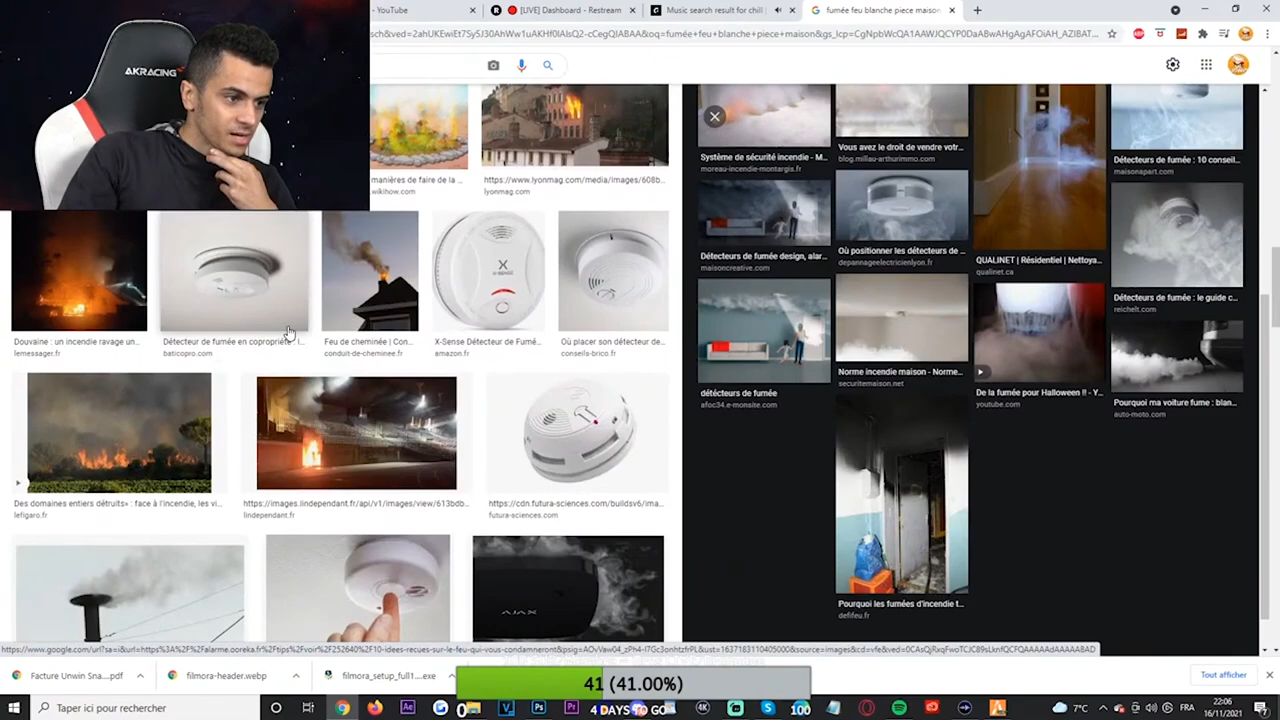 - YouTube
[LIVE] Dashboard - Restream
Music search result for chill
fumée feu blanche piece maison
AKRACING
Système de sécurité incendie - M...
moreau-incendie-montargis.fr
Vous avez le droit de vendre votr...
blog.millau-arthurimmo.com
Détecteurs de fumée : 10 conseil...
maisonapart.com
manières de faire de la ...
wikihow.com
https://www.lyonmag.com/media/images/608b...
lyonmag.com
Détecteurs de fumée design, alar...
maisoncreative.com
Où positionner les détecteurs de ...
depannageelectricienlyon.fr
QUALINET | Résidentiel | Nettoya...
qualinet.ca
Détecteurs de fumée : le guide c...
reichelt.com
Douvaine : un incendie ravage un...
lemessager.fr
Détecteur de fumée en copropriété
baticopro.com
Feu de cheminée | Con...
conduit-de-cheminee.fr
X-Sense Détecteur de Fumé...
amazon.fr
Où placer son détecteur de...
conseils-brico.fr
détécteurs de fumée
afoc34.e-monsite.com
Norme incendie maison - Norme...
securitemaison.net
De la fumée pour Halloween !! - Y...
youtube.com
Pourquoi ma voiture fume : blan...
auto-moto.com
Des domaines entiers détruits» : face à l'incendie, les vi...
lefigaro.fr
https://images.lindependant.fr/api/v1/images/view/613bdb...
lindependant.fr
https://cdn.futura-sciences.com/buildsv6/ima...
futura-sciences.com
AJAX
Pourquoi les fumées d'incendie t...
defifeu.fr
Facture Unwin Sna....pdf
filmora-header.webp
filmora_setup_full1....exe
41 (41.00%)
Tout afficher
Taper ici pour rechercher
0
4 DAYS TO GO
100
7°C
FRA
22:06
16/11/2021